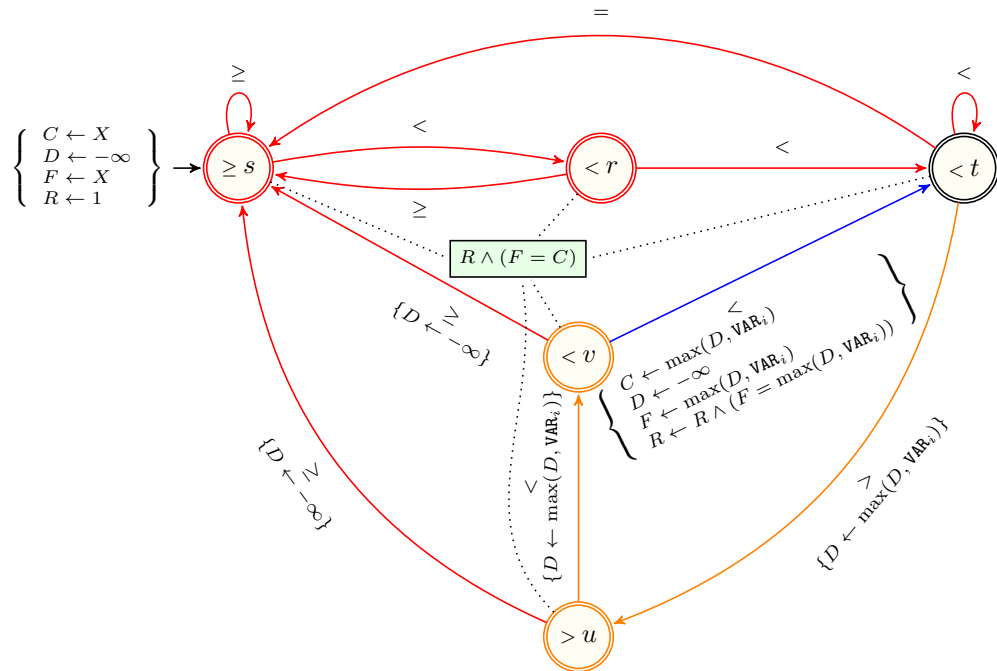 =
≥
<
C ← X
D ← −∞
F ← X
R ← 1
≥ s
<
< r
<
< t
≥
R ∧ (F = C)
≥
{D ← −∞}
< v
<
C ← max(D, VAR_i)
D ← −∞
F ← max(D, VAR_i)
R ← R ∧ (F = max(D, VAR_i))
≥
{D ← −∞}
<
{D ← max(D, VAR_i)}
>
{D ← max(D, VAR_i)}
> u